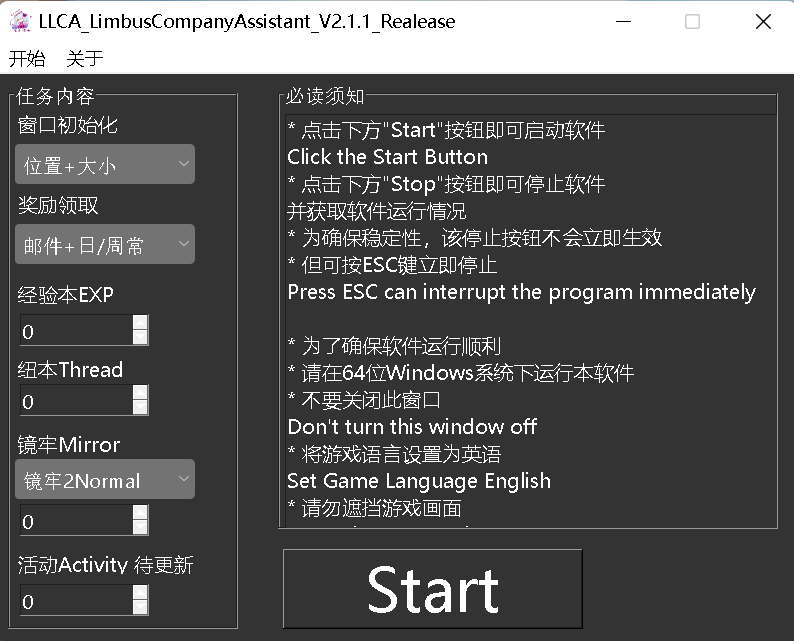 LLCA_LimbusCompanyAssistant_V2.1.1_Realease
开始 关于
任务内容
窗口初始化
位置+大小
奖励领取
邮件+日/周常
经验本EXP
0
纽本Thread
0
镜牢Mirror
镜牢2Normal
0
活动Activity 待更新
0
必读须知
* 点击下方"Start"按钮即可启动软件
Click the Start Button
* 点击下方"Stop"按钮即可停止软件
并获取软件运行情况
* 为确保稳定性，该停止按钮不会立即生效
* 但可按ESC键立即停止
Press ESC can interrupt the program immediately
* 为了确保软件运行顺利
* 请在64位Windows系统下运行本软件
* 不要关闭此窗口
Don't turn this window off
* 将游戏语言设置为英语
Set Game Language English
* 请勿遮挡游戏画面
Start